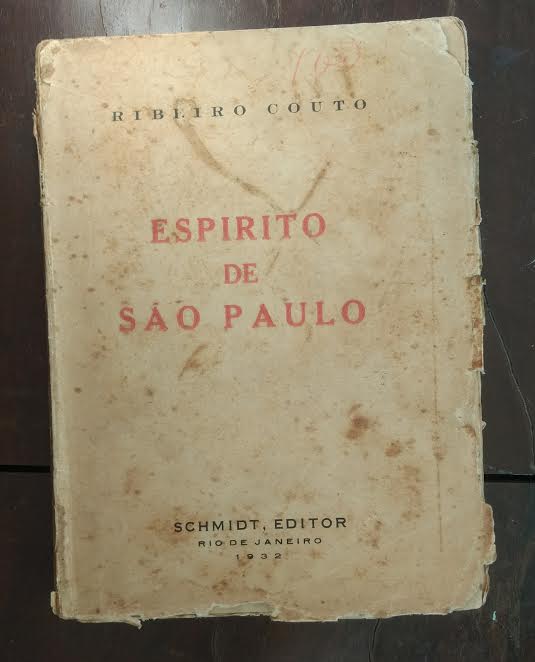 RIBEIRO COUTO
ESPIRITO
DE
SÃO PAULO
SCHMIDT, EDITOR
RIO DE JANEIRO
1932